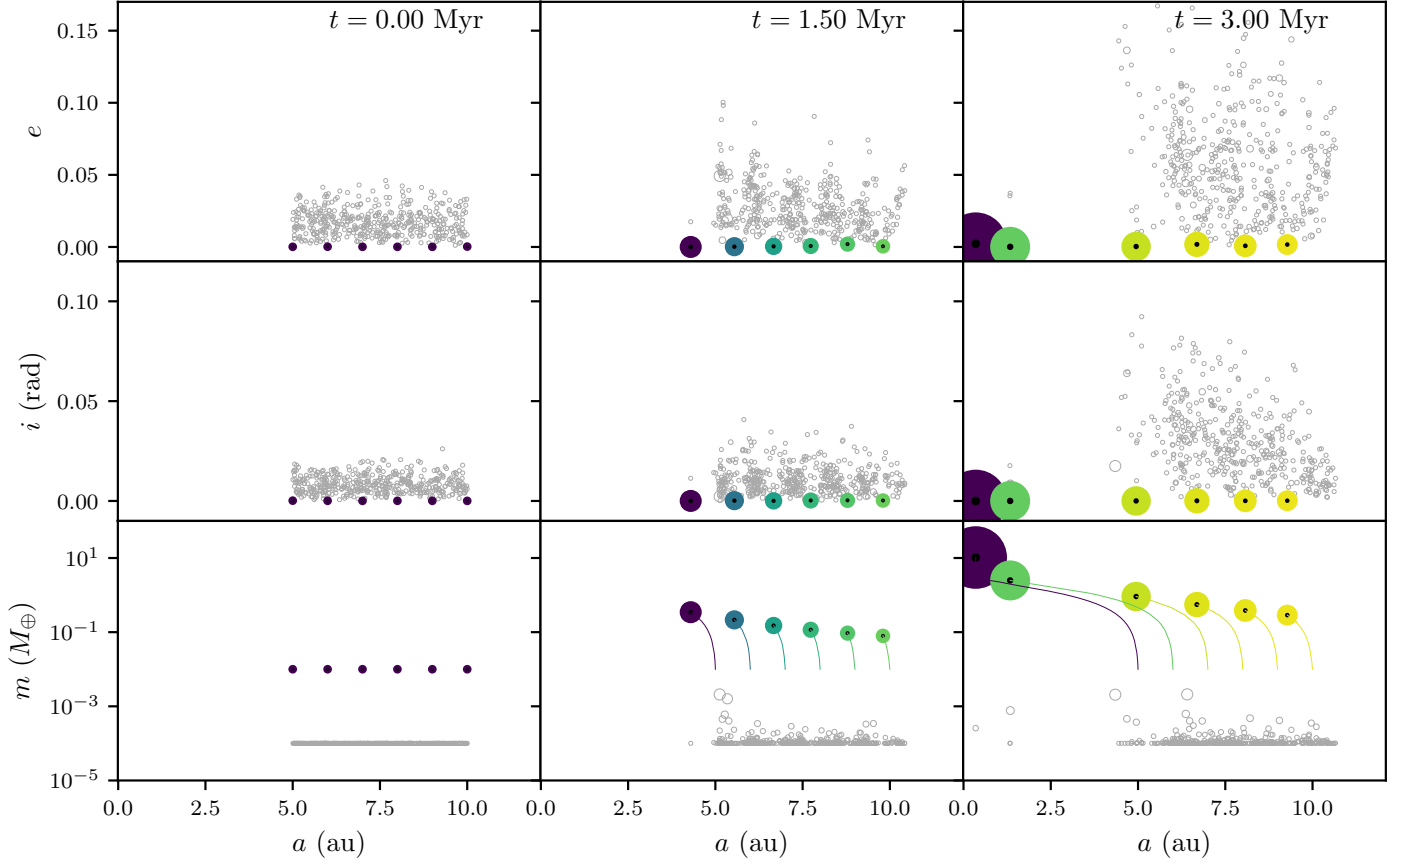 t = 0.00 Myr
t = 1.50 Myr
t = 3.00 Myr
0.15
0.10
0.05
0.00
e
0.10
0.05
0.00
i (rad)
10¹
10⁻¹
10⁻³
10⁻⁵
m (M⊕)
0.0 2.5 5.0 7.5 10.0
0.0 2.5 5.0 7.5 10.0
0.0 2.5 5.0 7.5 10.0
a (au)
a (au)
a (au)